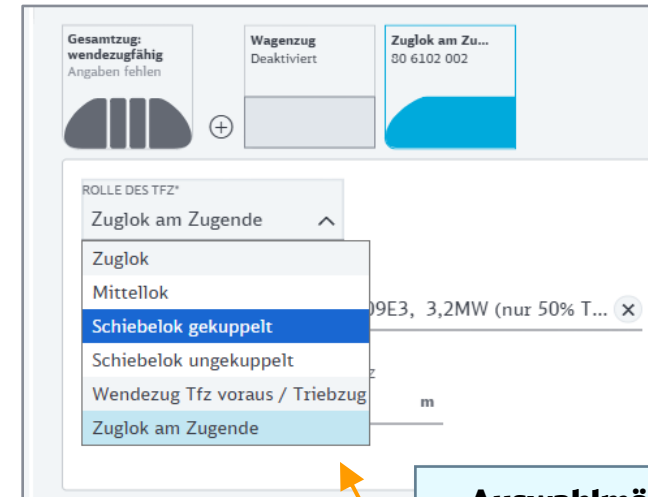 Gesamtzug:
wendezugfähig
Angaben fehlen
Wagenzug
Deaktiviert
Zuglok am Zu...
80 6102 002
ROLLE DES TFZ*
Zuglok am Zugende
Zuglok
Mittellok
Schiebelok gekuppelt
09E3, 3,2MW (nur 50% T...
Schiebelok ungekuppelt
z
Wendezug Tfz voraus / Triebzug
m
Zuglok am Zugende